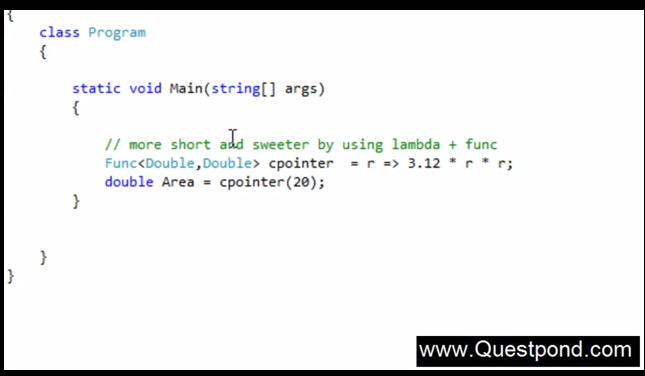 {
class Program
{
static void Main(string[] args)
{
// more short and sweeter by using lambda + func
Func<Double,Double> cpointer = r => 3.12 * r * r;
double Area = cpointer(20);
}
}
}
www.Questpond.com